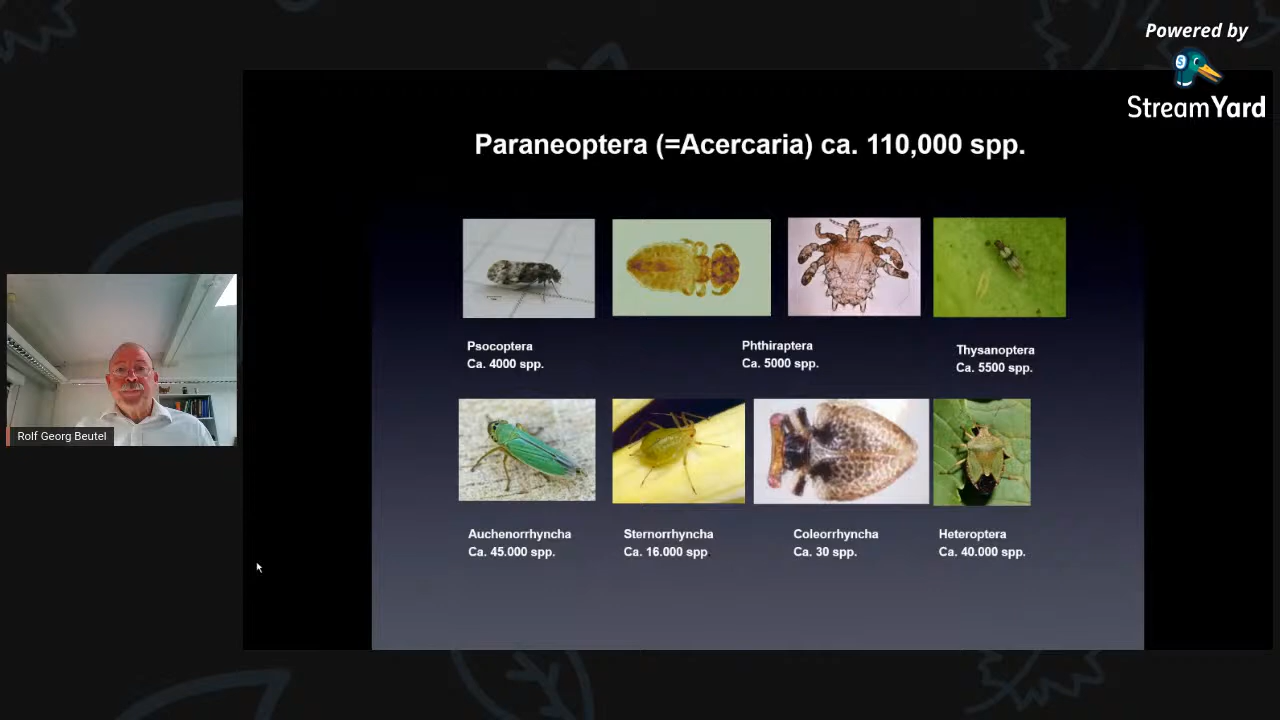 Powered by
StreamYard
Paraneoptera (=Acercaria) ca. 110,000 spp.
Psocoptera
Ca. 4000 spp.
Phthiraptera
Ca. 5000 spp.
Thysanoptera
Ca. 5500 spp.
Rolf Georg Beutel
Auchenorrhyncha
Ca. 45.000 spp.
Sternorrhyncha
Ca. 16.000 spp
Coleorrhyncha
Ca. 30 spp.
Heteroptera
Ca. 40.000 spp.